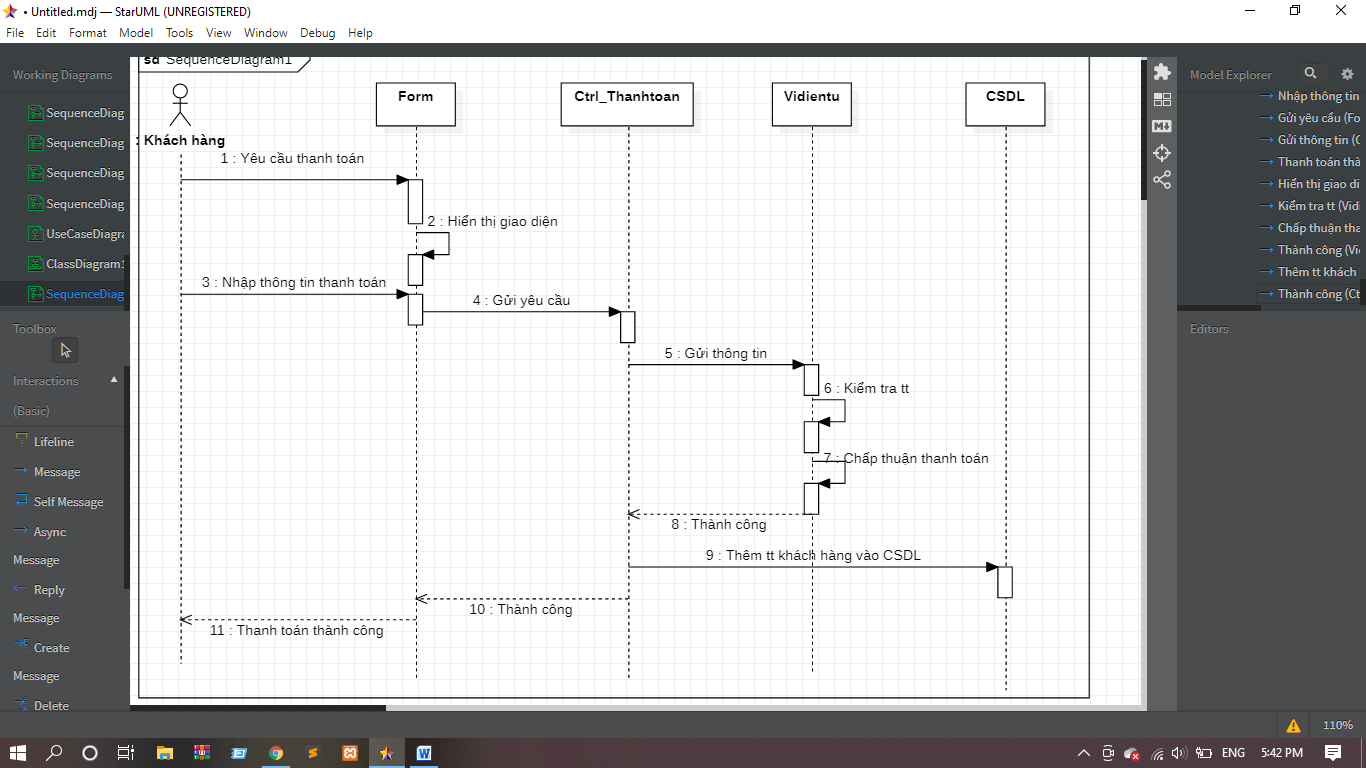 • Untitled.mdj — StarUML (UNREGISTERED)
File Edit Format Model Tools View Window Debug Help
Working Diagrams
SequenceDiag
SequenceDiag
SequenceDiag
SequenceDiag
UseCaseDiagra
ClassDiagram1
SequenceDiag
Toolbox
Interactions
(Basic)
Lifeline
Message
Self Message
Async
Message
Reply
Message
Create
Message
Delete
sd SequenceDiagram1
Form
Ctrl_Thanhtoan
Vidientu
CSDL
: Khách hàng
1 : Yêu cầu thanh toán
2 : Hiển thị giao diện
3 : Nhập thông tin thanh toán
4 : Gửi yêu cầu
5 : Gửi thông tin
6 : Kiểm tra tt
7 : Chấp thuận thanh toán
8 : Thành công
9 : Thêm tt khách hàng vào CSDL
10 : Thành công
11 : Thanh toán thành công
Model Explorer
Nhập thông tin
Gửi yêu cầu (Fo
Gửi thông tin (C
Thanh toán thà
Hiển thị giao di
Kiểm tra tt (Vidi
Chấp thuận tha
Thành công (Vi
Thêm tt khách
Thành công (Ct
Editors
110%
ENG
5:42 PM